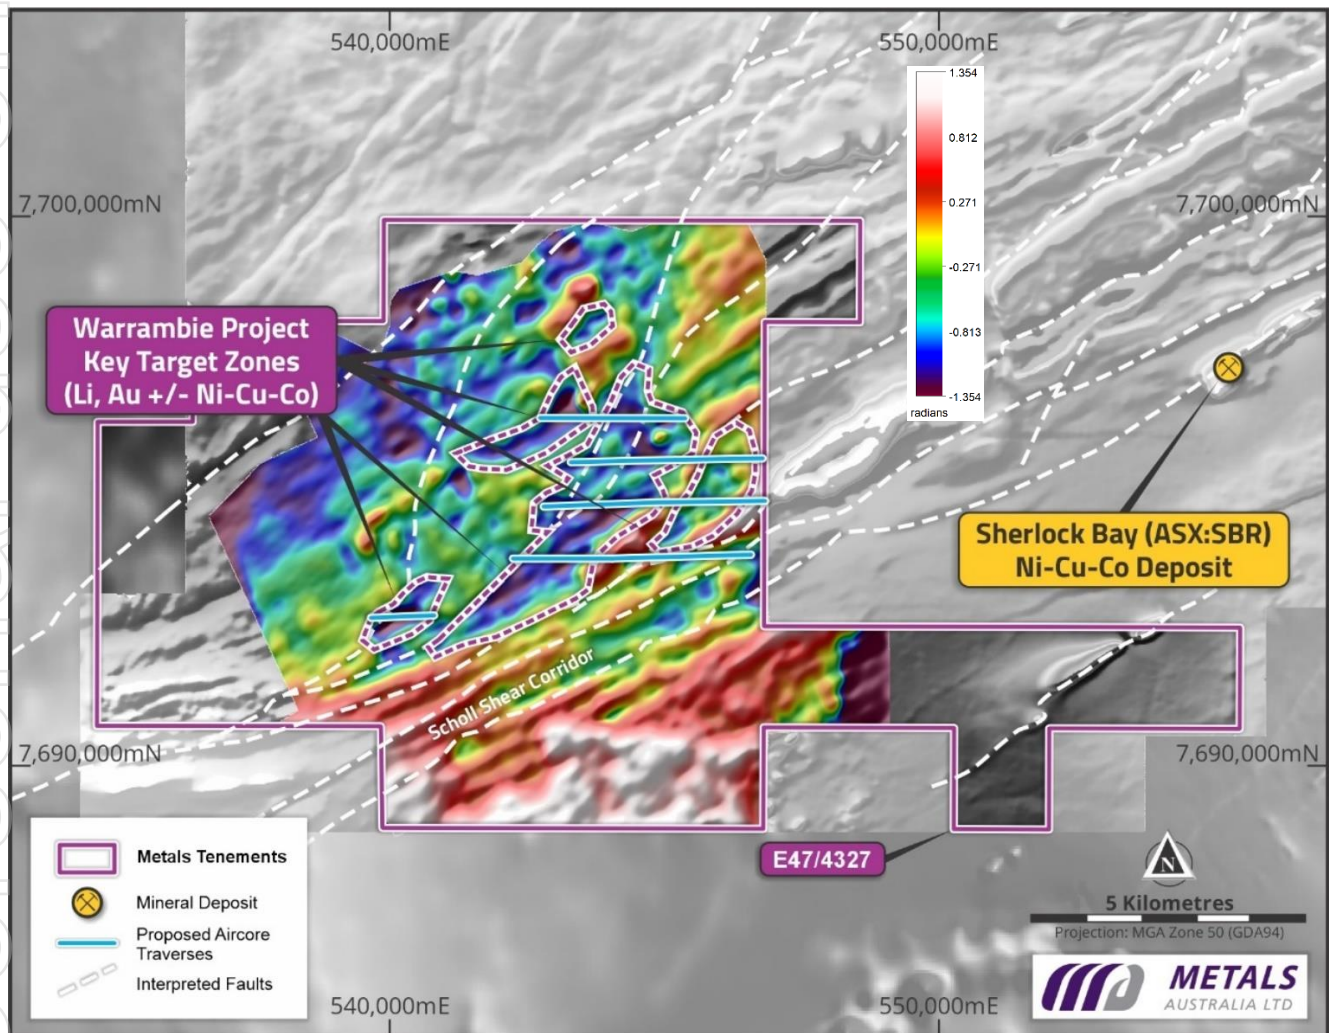 540,000mE
550,000mE
1.354
0.812
0.271
-0.271
-0.813
-1.354
radians
7,700,000mN
7,700,000mN
Warrambie Project
Key Target Zones
(Li, Au +/- Ni-Cu-Co)
Sherlock Bay (ASX:SBR)
Ni-Cu-Co Deposit
Scholl Shear Corridor
7,690,000mN
7,690,000mN
E47/4327
Metals Tenements
Mineral Deposit
Proposed Aircore
Traverses
Interpreted Faults
N
5 Kilometres
Projection: MGA Zone 50 (GDA94)
METALS
AUSTRALIA LTD
540,000mE
550,000mE